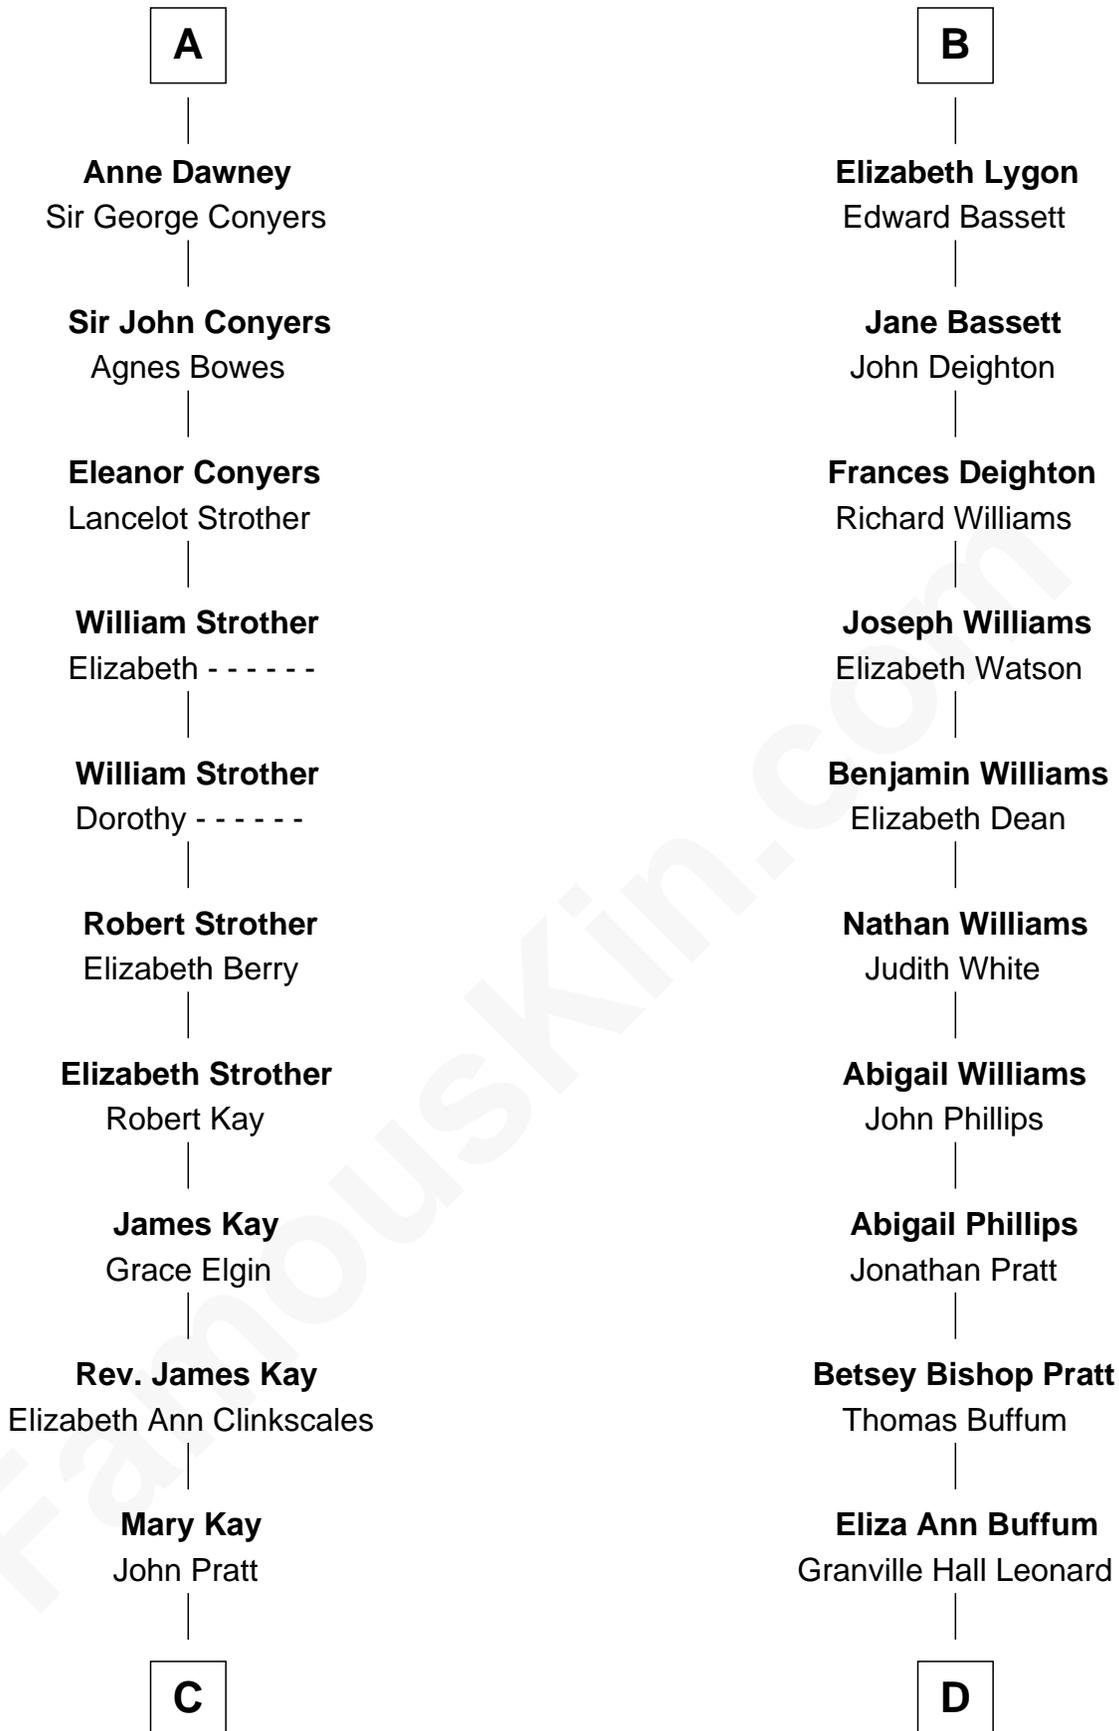 A
Anne Dawney
Sir George Conyers
Sir John Conyers
Agnes Bowes
Eleanor Conyers
Lancelot Strother
William Strother
Elizabeth - - - - - -
William Strother
Dorothy - - - - - -
Robert Strother
Elizabeth Berry
Elizabeth Strother
Robert Kay
James Kay
Grace Elgin
Rev. James Kay
Elizabeth Ann Clinkscales
Mary Kay
John Pratt
C
B
Elizabeth Lygon
Edward Bassett
Jane Bassett
John Deighton
Frances Deighton
Richard Williams
Joseph Williams
Elizabeth Watson
Benjamin Williams
Elizabeth Dean
Nathan Williams
Judith White
Abigail Williams
John Phillips
Abigail Phillips
Jonathan Pratt
Betsey Bishop Pratt
Thomas Buffum
Eliza Ann Buffum
Granville Hall Leonard
D
FamousKin.com